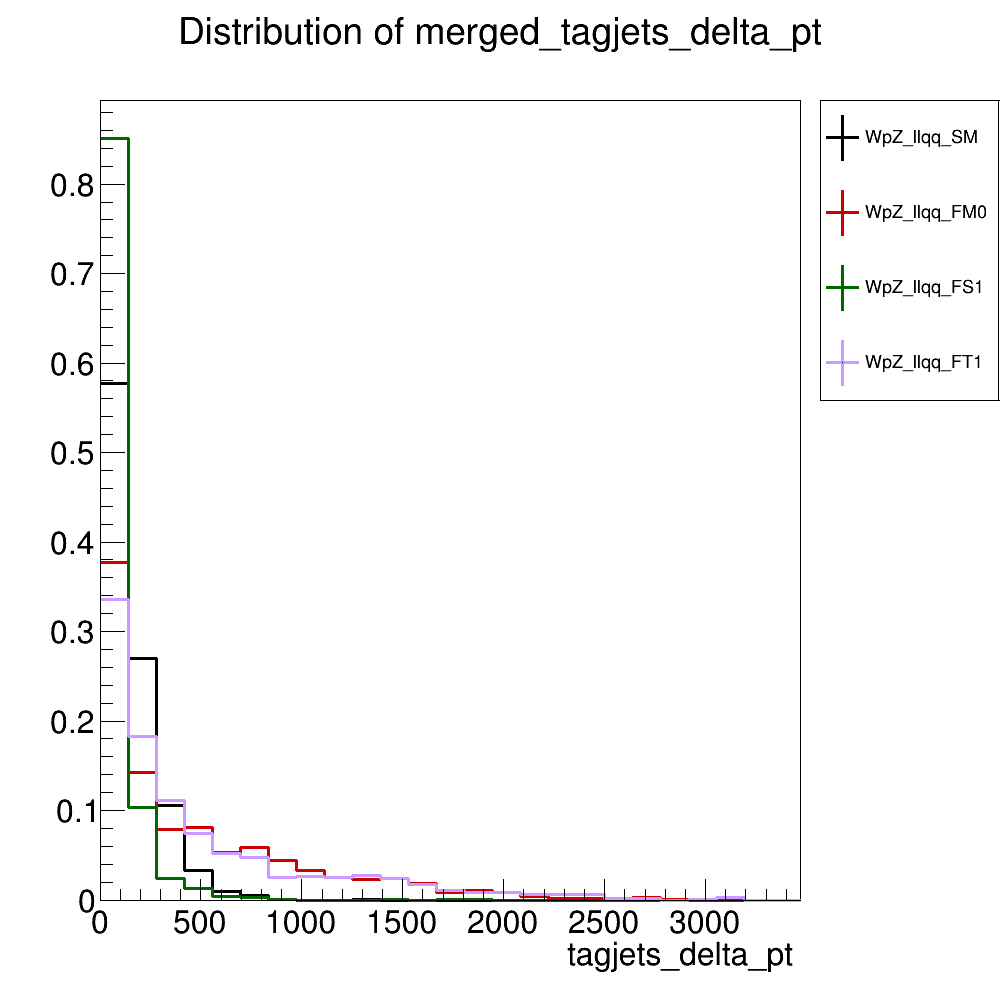 Distribution of merged_tagjets_delta_pt
WpZ_llqq_SM
WpZ_llqq_FM0
WpZ_llqq_FS1
WpZ_llqq_FT1
0.8
0.7
0.6
0.5
0.4
0.3
0.2
0.1
0
0 500 1000 1500 2000 2500 3000
tagjets_delta_pt